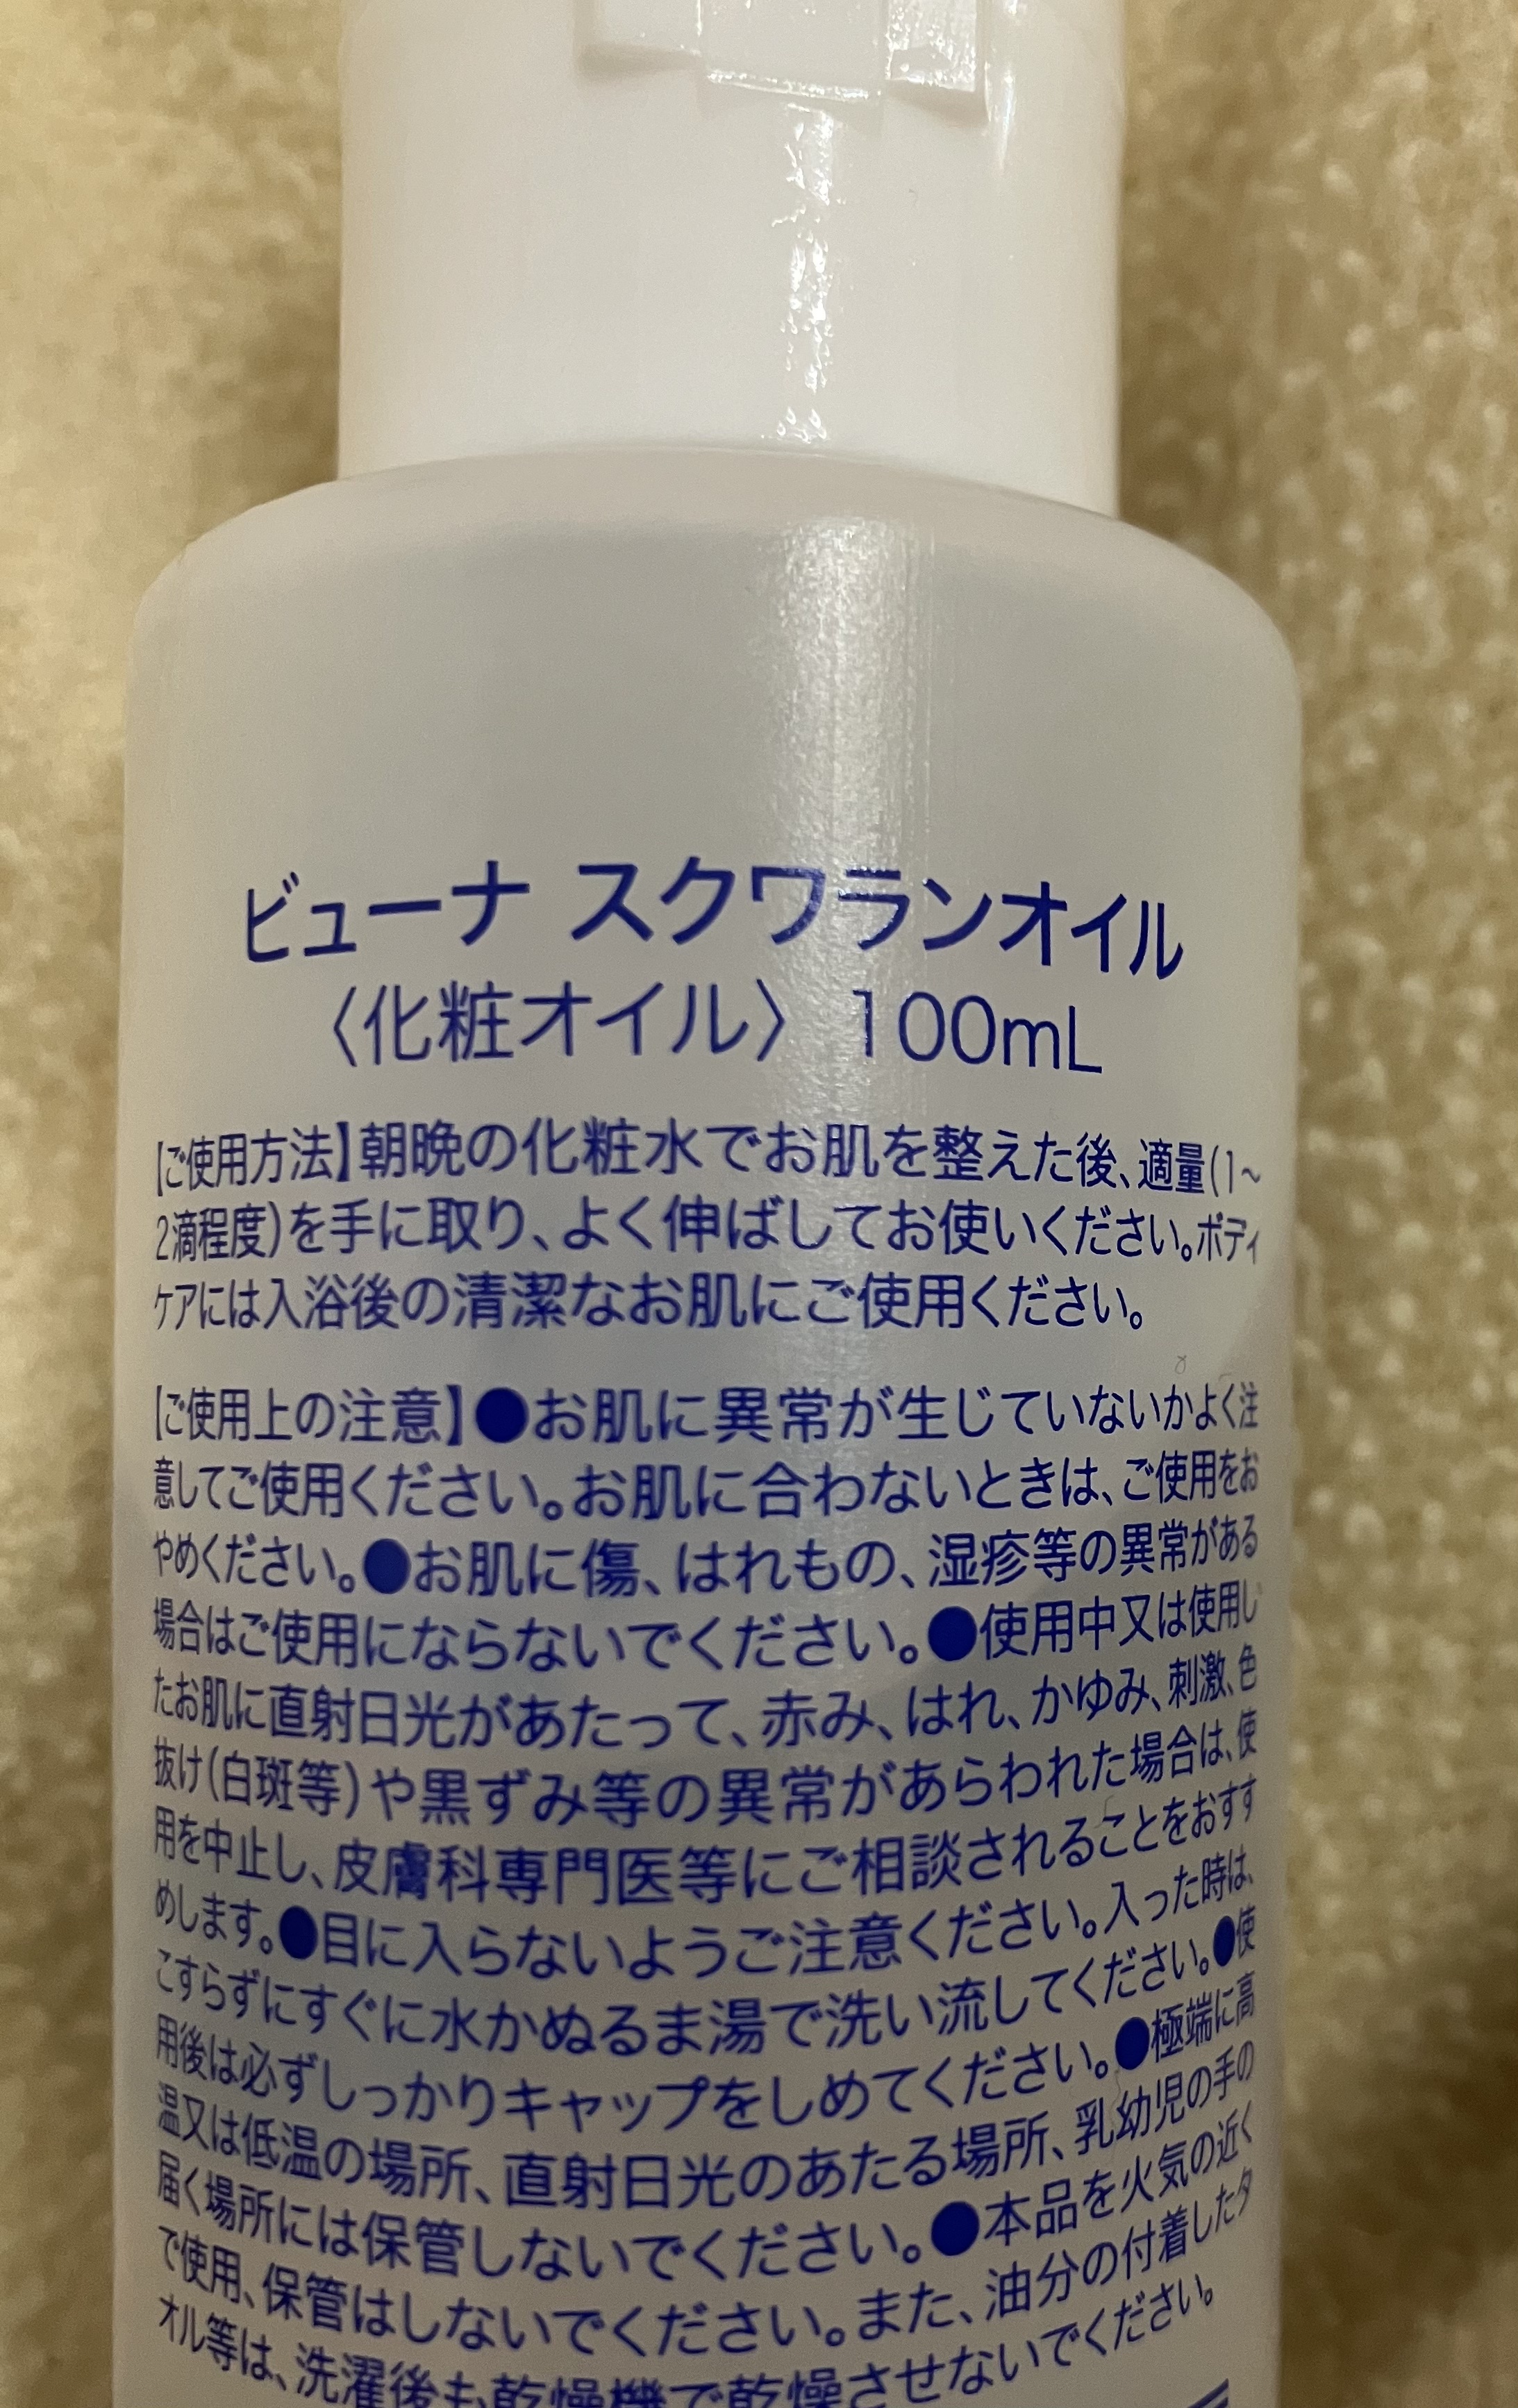 ビューナ スクワランオイル
〈化粧オイル〉 100mL
【ご使用方法】朝晩の化粧水でお肌を整えた後、適量(1～
2滴程度)を手に取り、よく伸ばしてお使いください。ボディ
ケアには入浴後の清潔なお肌にご使用ください。
【ご使用上の注意】●お肌に異常が生じていないかよく注
意してご使用ください。お肌に合わないときは、ご使用をお
やめください。●お肌に傷、はれもの、湿疹等の異常がある
場合はご使用にならないでください。●使用中又は使用し
たお肌に直射日光があたって、赤み、はれ、かゆみ、刺激、色
抜け(白斑等)や黒ずみ等の異常があらわれた場合は、使
用を中止し、皮膚科専門医等にご相談されることをおすす
めします。●目に入らないようご注意ください。入った時は、
こすらずにすぐに水かぬるま湯で洗い流してください。●使
用後は必ずしっかりキャップをしめてください。●極端に高
温又は低温の場所、直射日光のあたる場所、乳幼児の手の
届く場所には保管しないでください。●本品を火気の近く
で使用、保管はしないでください。また、油分の付着したタ
オル等は、洗濯後も乾燥機で乾燥させないでください。